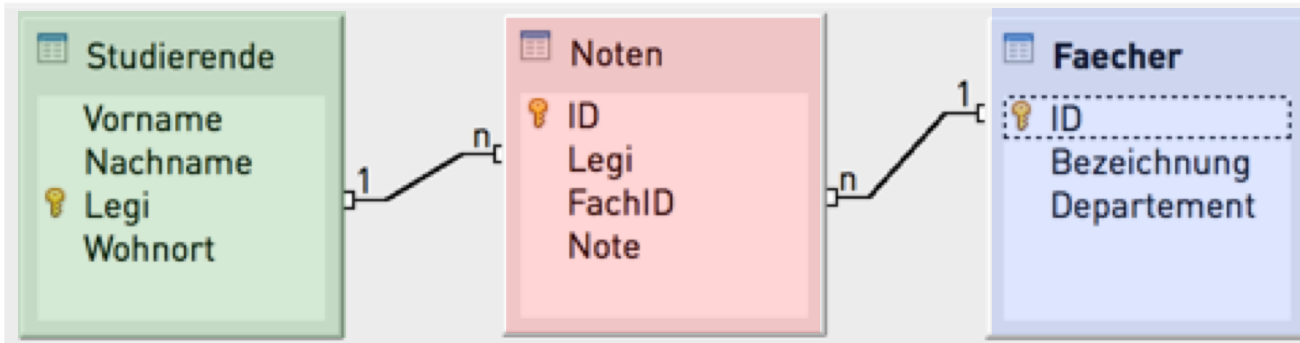 Studierende
Vorname
Nachname
Legi
Wohnort
1
n
Noten
ID
Legi
FachID
Note
n
1
Faecher
ID
Bezeichnung
Departement